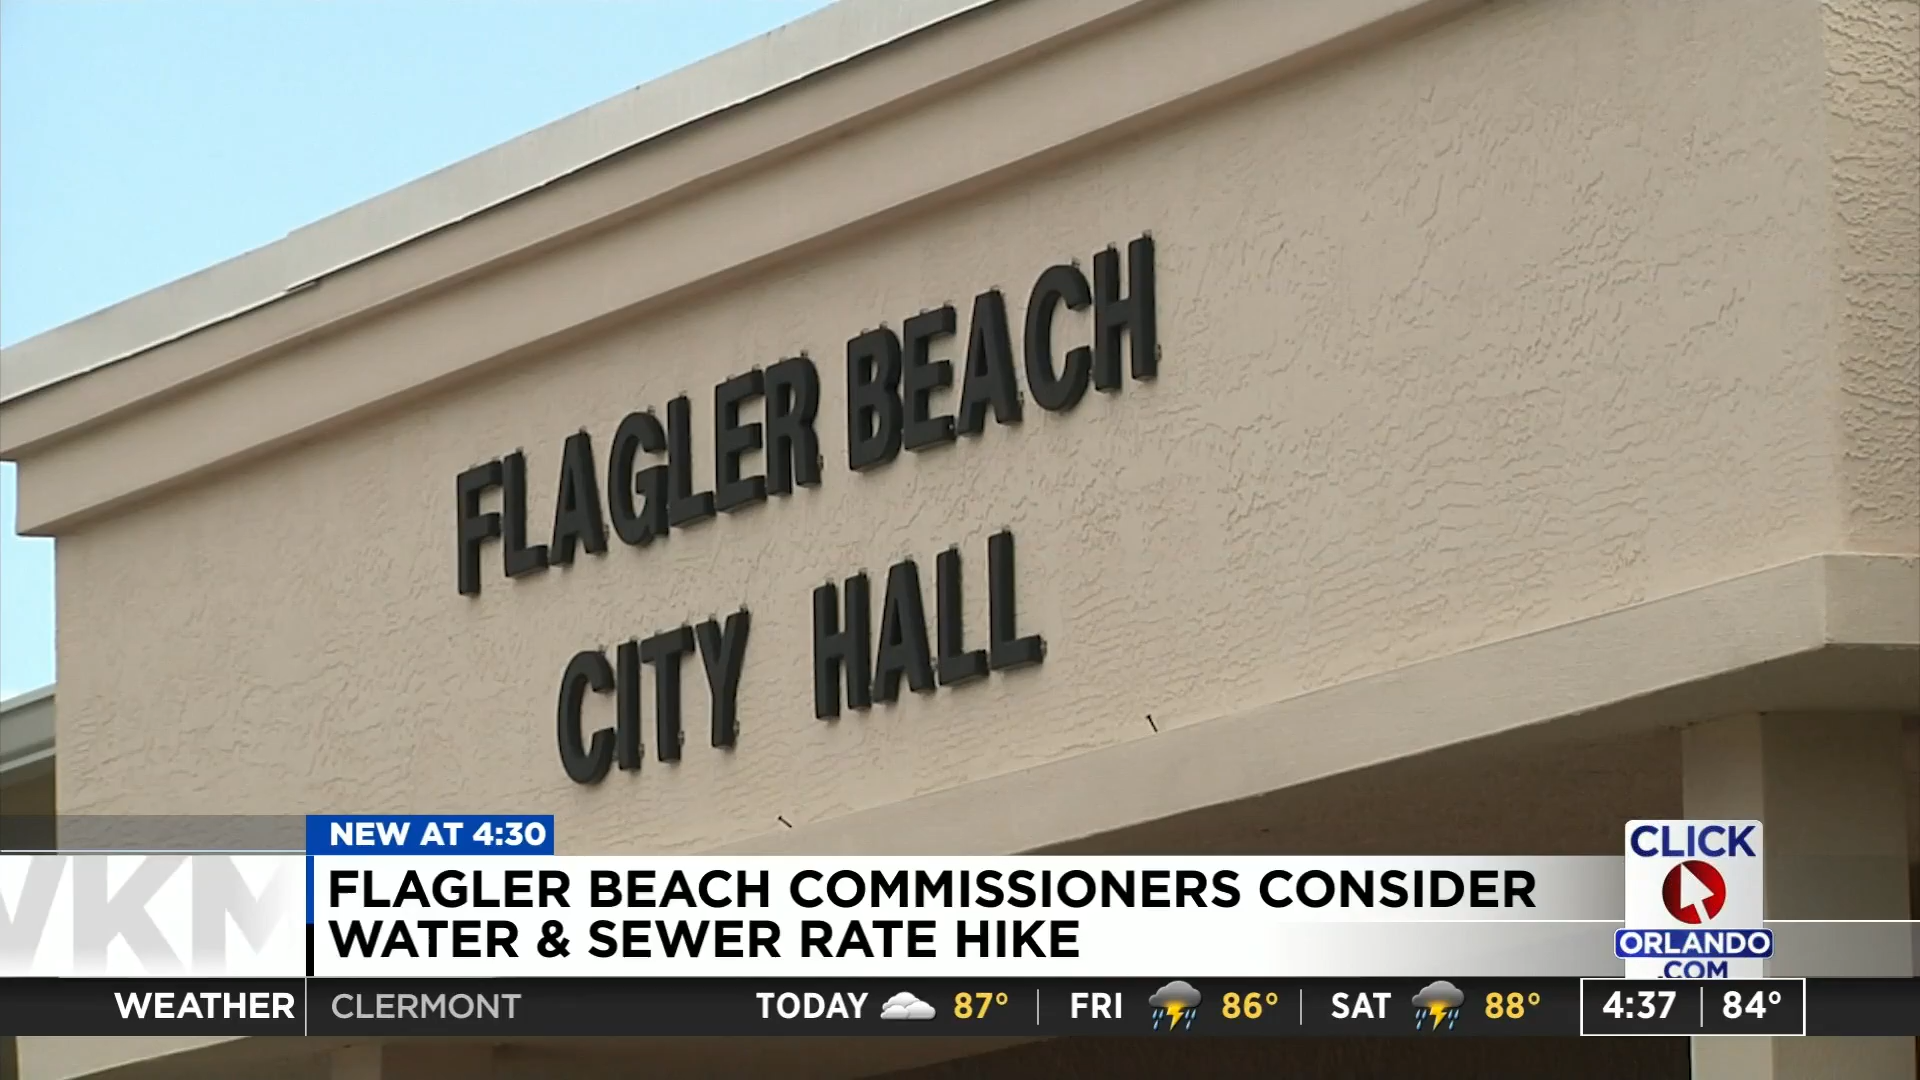 FLAGLER BEACH
CITY HALL
NEW AT 4:30
FLAGLER BEACH COMMISSIONERS CONSIDER
WATER & SEWER RATE HIKE
CLICK
ORLANDO
.COM
WEATHER CLERMONT TODAY 87° FRI 86° SAT 88° 4:37 84°